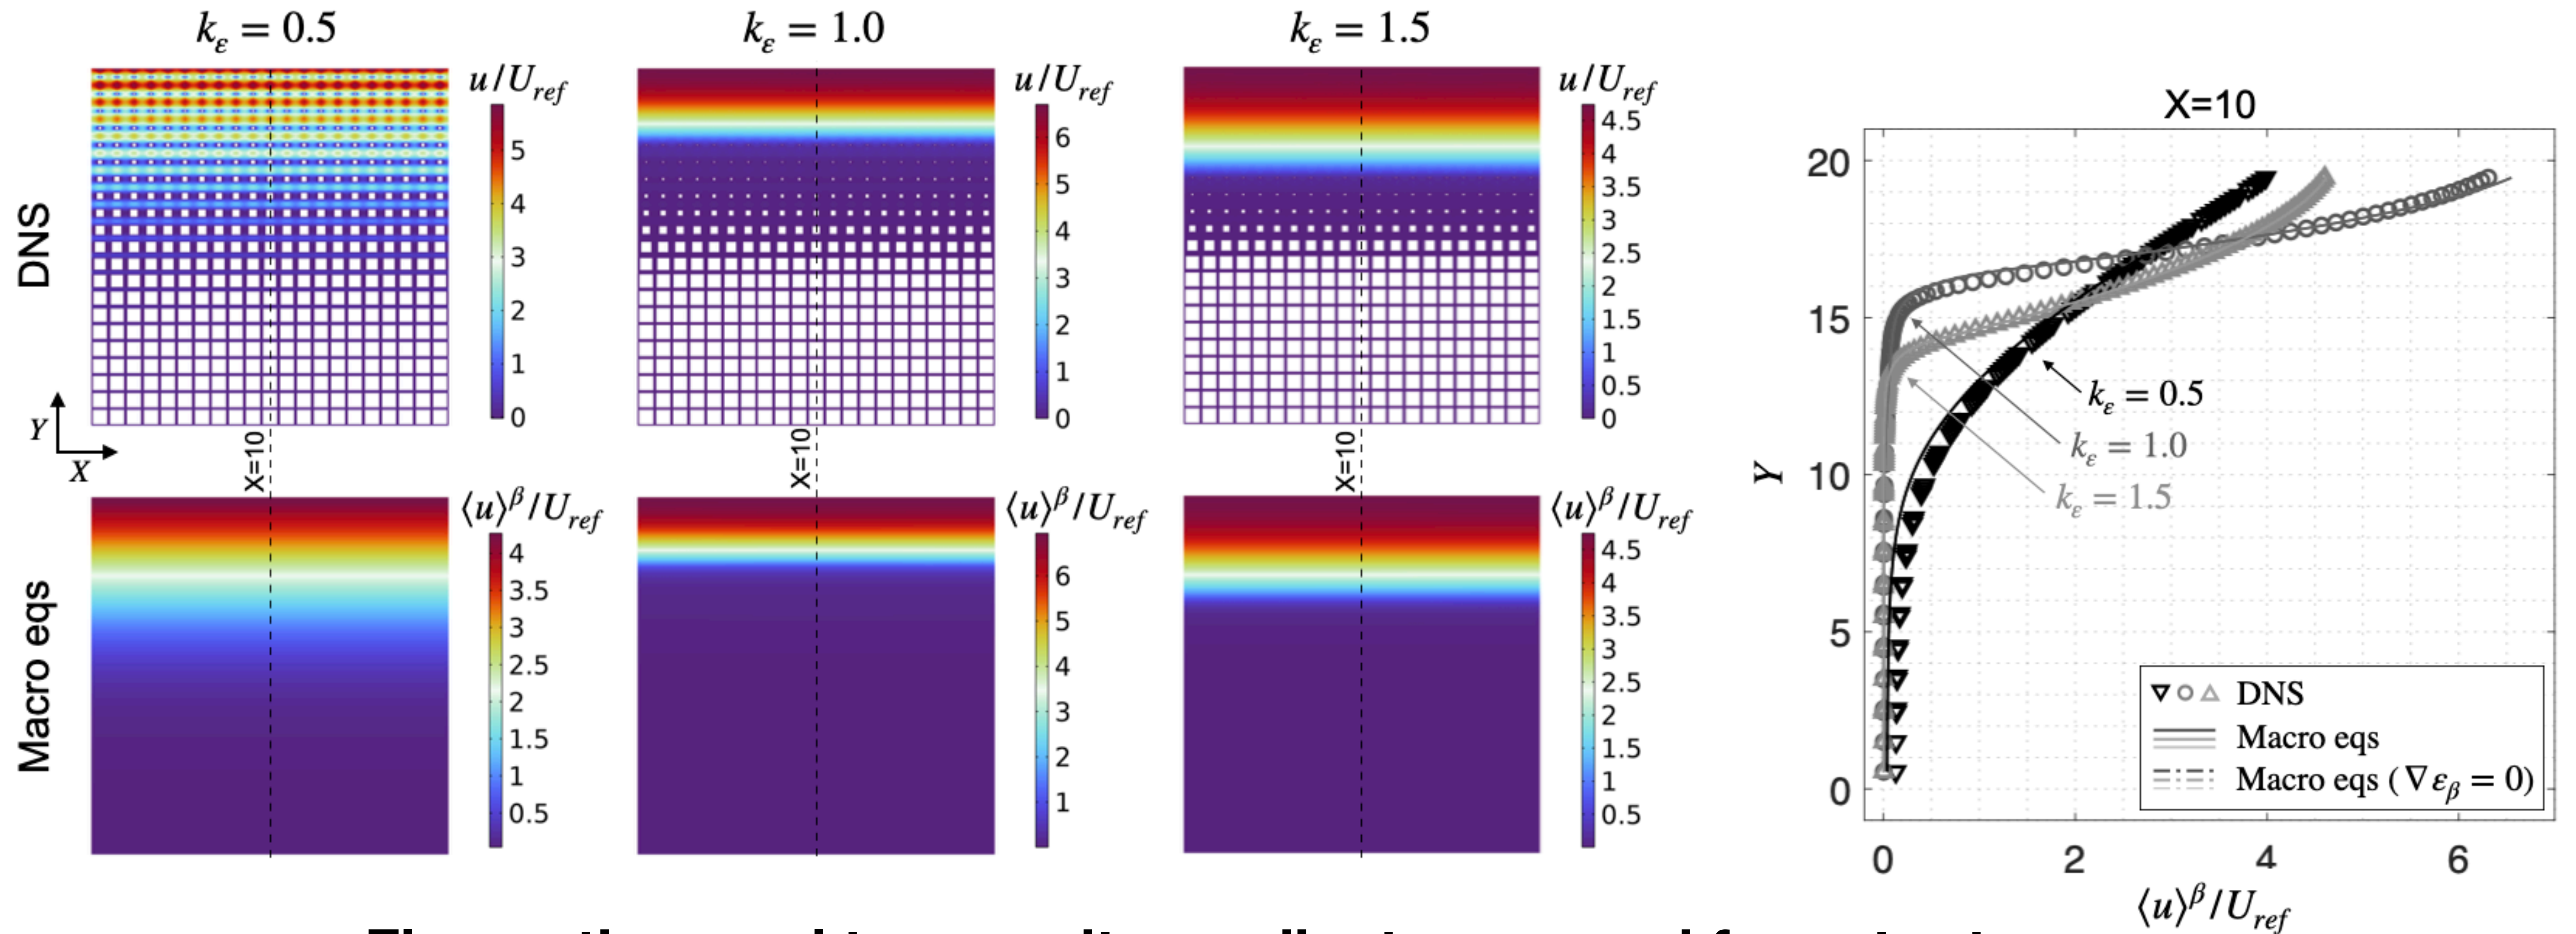 k_ε = 0.5
k_ε = 1.0
k_ε = 1.5
DNS
u/U_ref
5
4
3
2
1
0
u/U_ref
6
5
4
3
2
1
0
u/U_ref
4.5
4
3.5
3
2.5
2
1.5
1
0.5
0
Y
X
X=10
X=10
X=10
Macro eqs
⟨u⟩^β/U_ref
4
3.5
3
2.5
2
1.5
1
0.5
⟨u⟩^β/U_ref
6
5
4
3
2
1
⟨u⟩^β/U_ref
4.5
4
3.5
3
2.5
2
1.5
1
0.5
X=10
Y
20
15
10
5
0
k_ε = 0.5
k_ε = 1.0
k_ε = 1.5
DNS
Macro eqs
Macro eqs (∇ε_β = 0)
0 2 4 6
⟨u⟩^β/U_ref